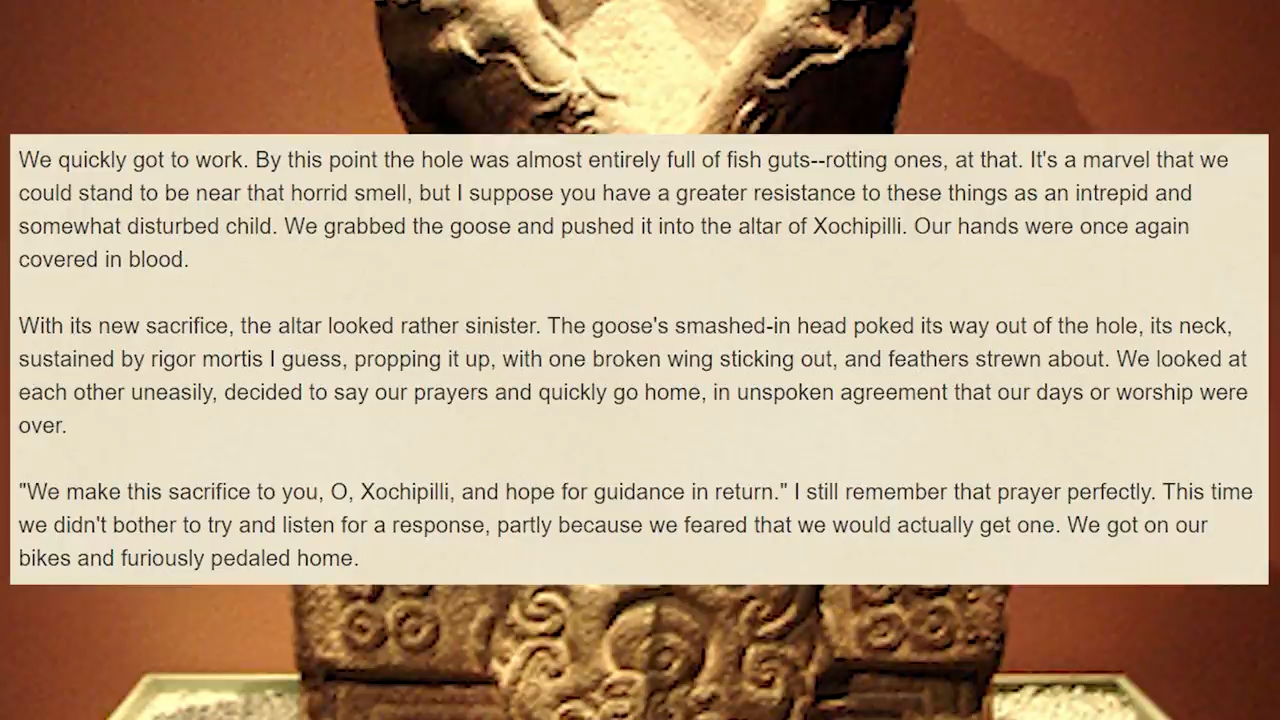 We quickly got to work. By this point the hole was almost entirely full of fish guts--rotting ones, at that. It's a marvel that we
could stand to be near that horrid smell, but I suppose you have a greater resistance to these things as an intrepid and
somewhat disturbed child. We grabbed the goose and pushed it into the altar of Xochipilli. Our hands were once again
covered in blood.
With its new sacrifice, the altar looked rather sinister. The goose's smashed-in head poked its way out of the hole, its neck,
sustained by rigor mortis I guess, propping it up, with one broken wing sticking out, and feathers strewn about. We looked at
each other uneasily, decided to say our prayers and quickly go home, in unspoken agreement that our days or worship were
over.
"We make this sacrifice to you, O, Xochipilli, and hope for guidance in return." I still remember that prayer perfectly. This time
we didn't bother to try and listen for a response, partly because we feared that we would actually get one. We got on our
bikes and furiously pedaled home.